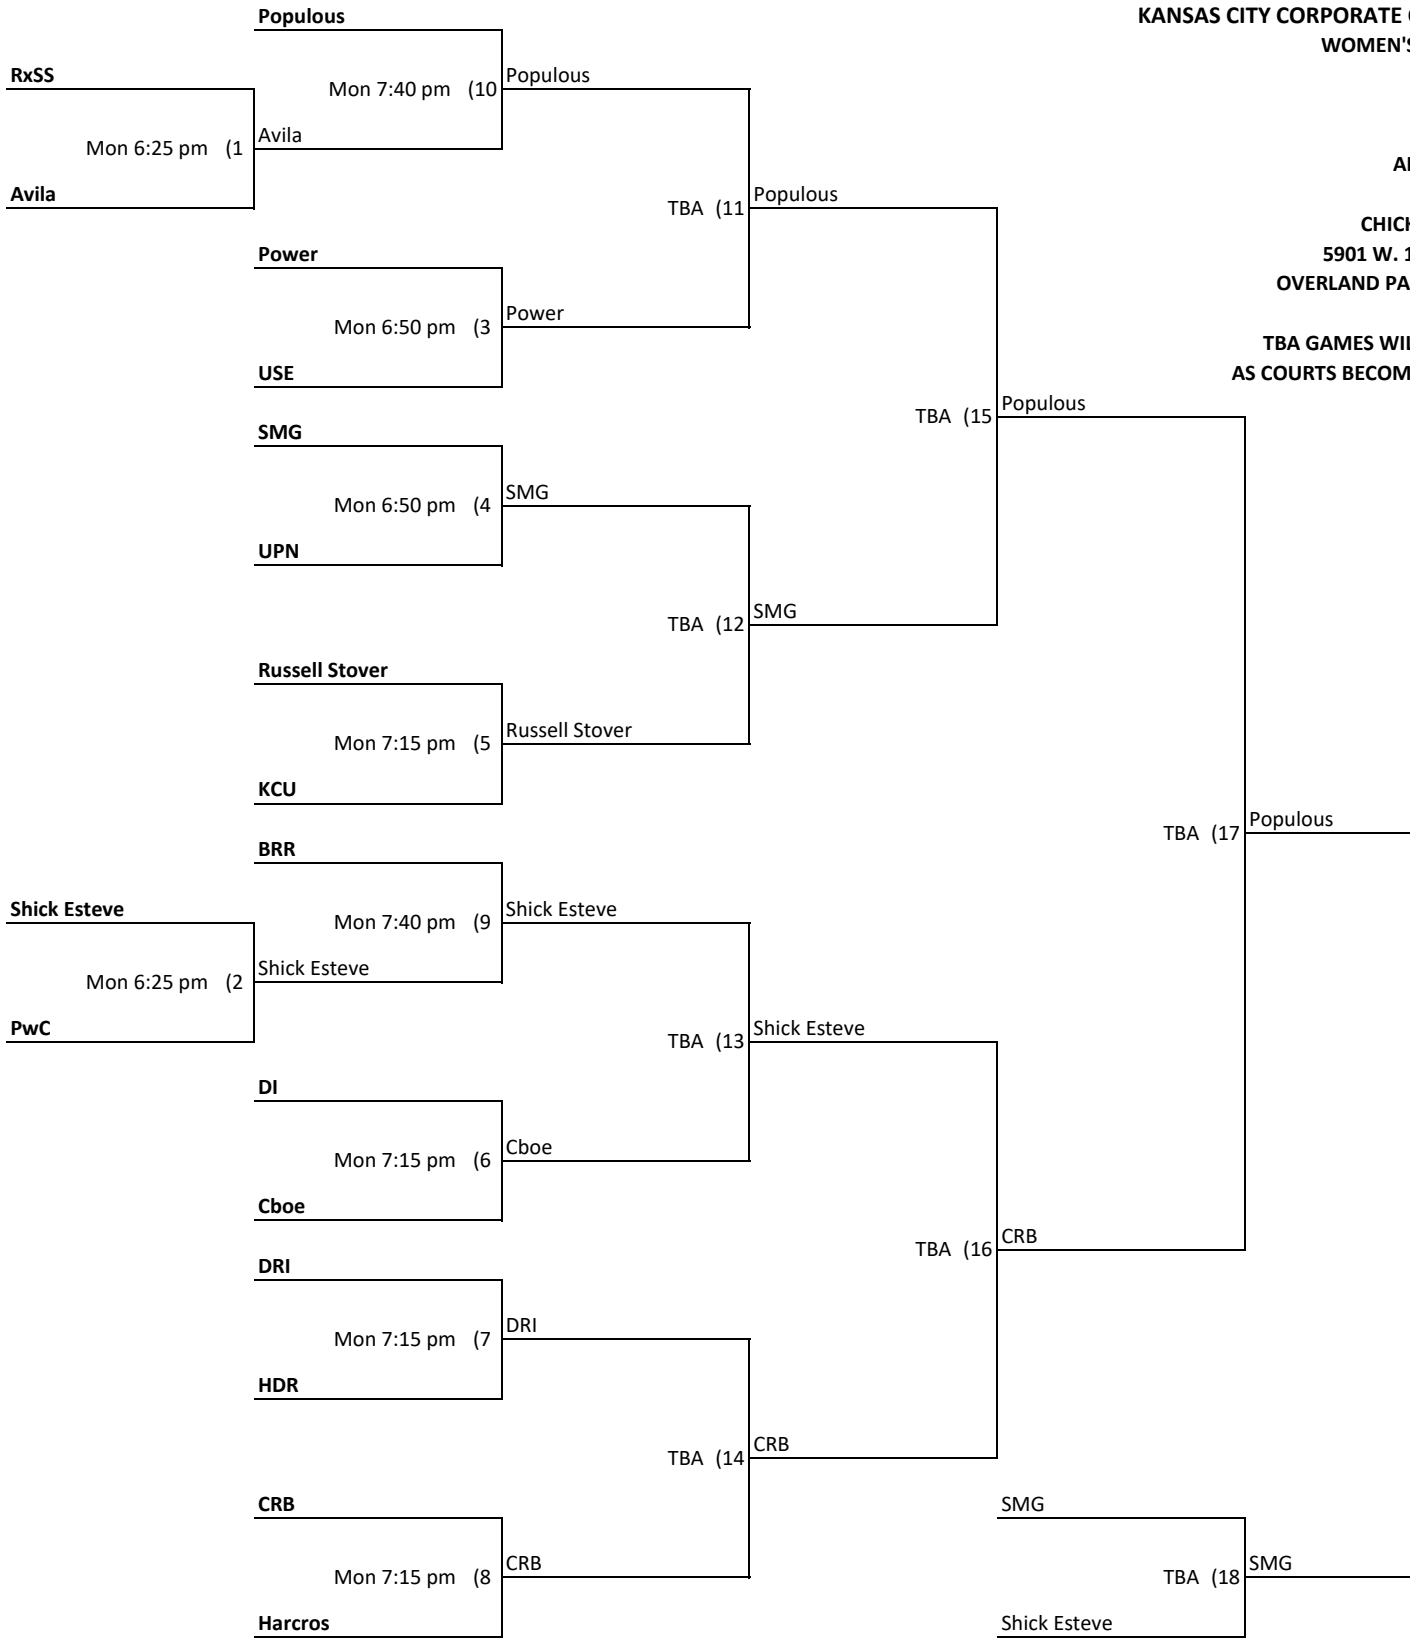 Populous
KANSAS CITY CORPORATE
WOMEN'S
RxSS
Mon 7:40 pm (10
Populous
Mon 6:25 pm (1
Avila
Avila
TBA (11
Populous
CHICK
Power
5901 W. 1
OVERLAND PA
Mon 6:50 pm (3
Power
TBA GAMES WIL
USE
AS COURTS BECOM
TBA (15
Populous
SMG
Mon 6:50 pm (4
SMG
UPN
TBA (12
SMG
Russell Stover
Mon 7:15 pm (5
Russell Stover
KCU
TBA (17
Populous
BRR
Shick Esteve
Mon 7:40 pm (9
Shick Esteve
Mon 6:25 pm (2
Shick Esteve
PwC
TBA (13
Shick Esteve
DI
Mon 7:15 pm (6
Cboe
Cboe
TBA (16
CRB
DRI
Mon 7:15 pm (7
DRI
HDR
TBA (14
CRB
CRB
SMG
Mon 7:15 pm (8
CRB
TBA (18
SMG
Harcros
Shick Esteve